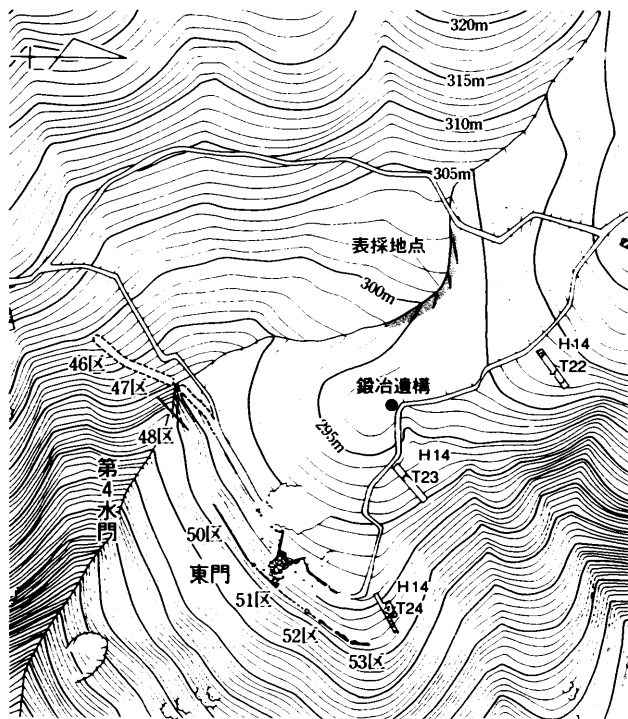 320m
315m
310m
305m
表採地点
300m
46区
47区
48区
鍛冶遺構
H14
T22
295m
H14
T23
第4水門
50区
東門
51区
52区
53区
H14
T24